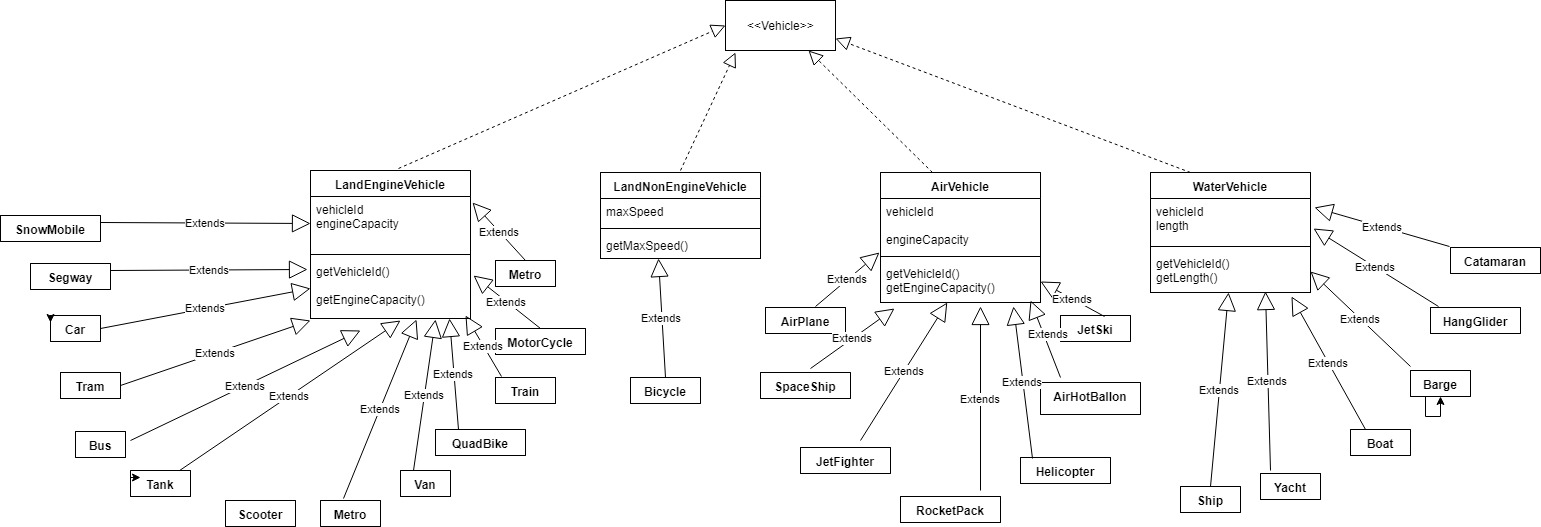 <<Vehicle>>
LandEngineVehicle
vehicleId
engineCapacity
getVehicleId()
getEngineCapacity()
LandNonEngineVehicle
maxSpeed
getMaxSpeed()
AirVehicle
vehicleId
engineCapacity
getVehicleId()
getEngineCapacity()
WaterVehicle
vehicleId
length
getVehicleId()
getLength()
SnowMobile
Extends
Segway
Extends
Car
Extends
Tram
Extends
Bus
Extends
Tank
Extends
Scooter
Metro
Extends
Van
Extends
QuadBike
Extends
Train
Extends
MotorCycle
Extends
Metro
Extends
Bicycle
Extends
AirPlane
Extends
SpaceShip
Extends
JetFighter
Extends
RocketPack
Extends
Helicopter
Extends
AirHotBallon
Extends
JetSki
Extends
Ship
Extends
Yacht
Extends
Boat
Extends
Barge
Extends
HangGlider
Extends
Catamaran
Extends